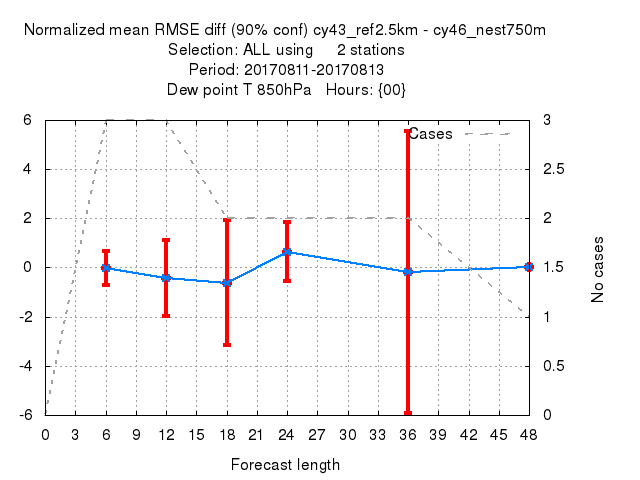 Normalized mean RMSE diff (90% conf) cy43_ref2.5km - cy46_nest750m
Selection: ALL using 2 stations
Period: 20170811-20170813
Dew point T 850hPa Hours: {00}
Cases
6
4
2
0
-2
-4
-6
3
2.5
2
1.5
1
0.5
0
No cases
0 3 6 9 12 15 18 21 24 27 30 33 36 39 42 45 48
Forecast length